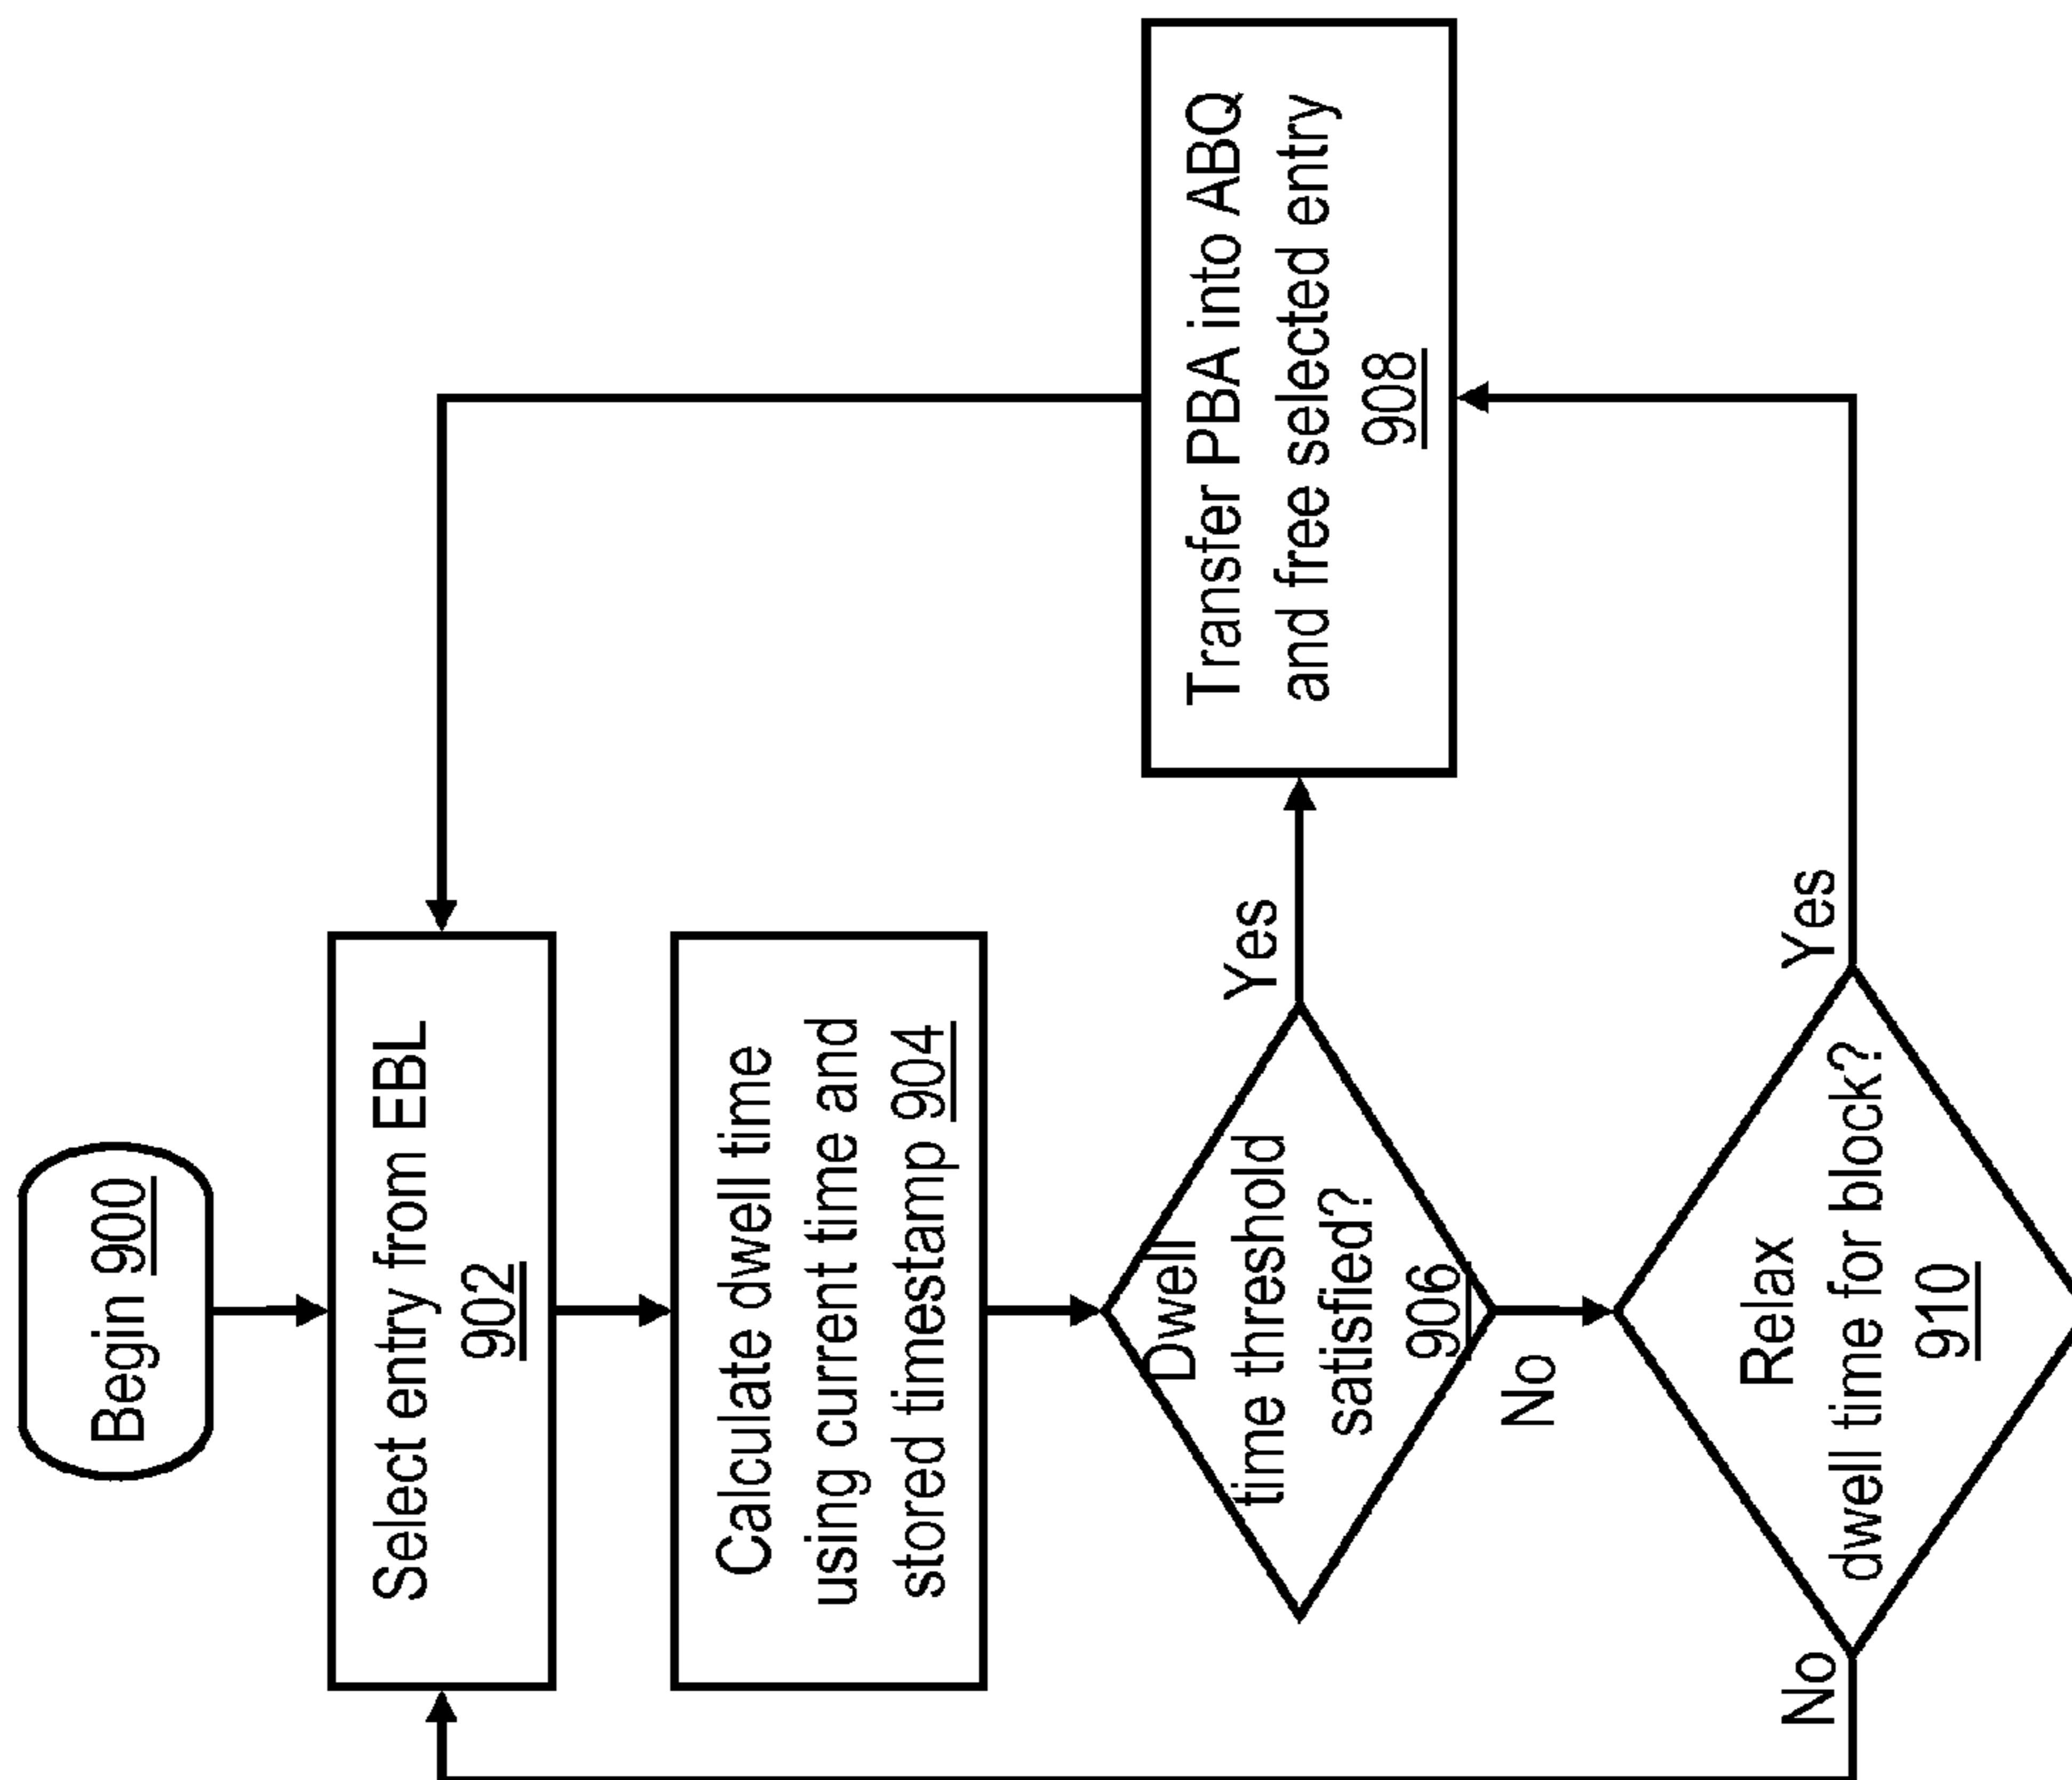 Begin 900
Select entry from EBL
902
Calculate dwell time
using current time and
stored timestamp 904
Dwell
time threshold
satisfied?
906
Yes
No
Transfer PBA into ABQ
and free selected entry
908
Relax
dwell time for block?
910
Yes
No